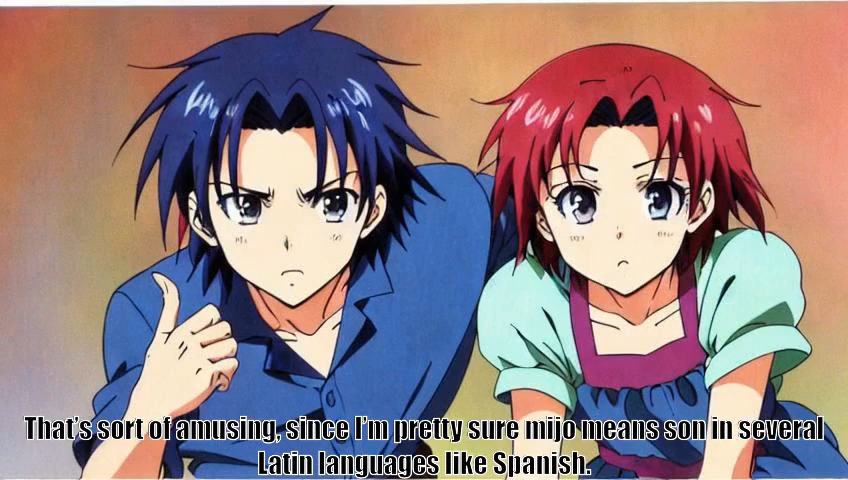 That's sort of amusing, since I'm pretty sure mijo means son in several
Latin languages like Spanish.